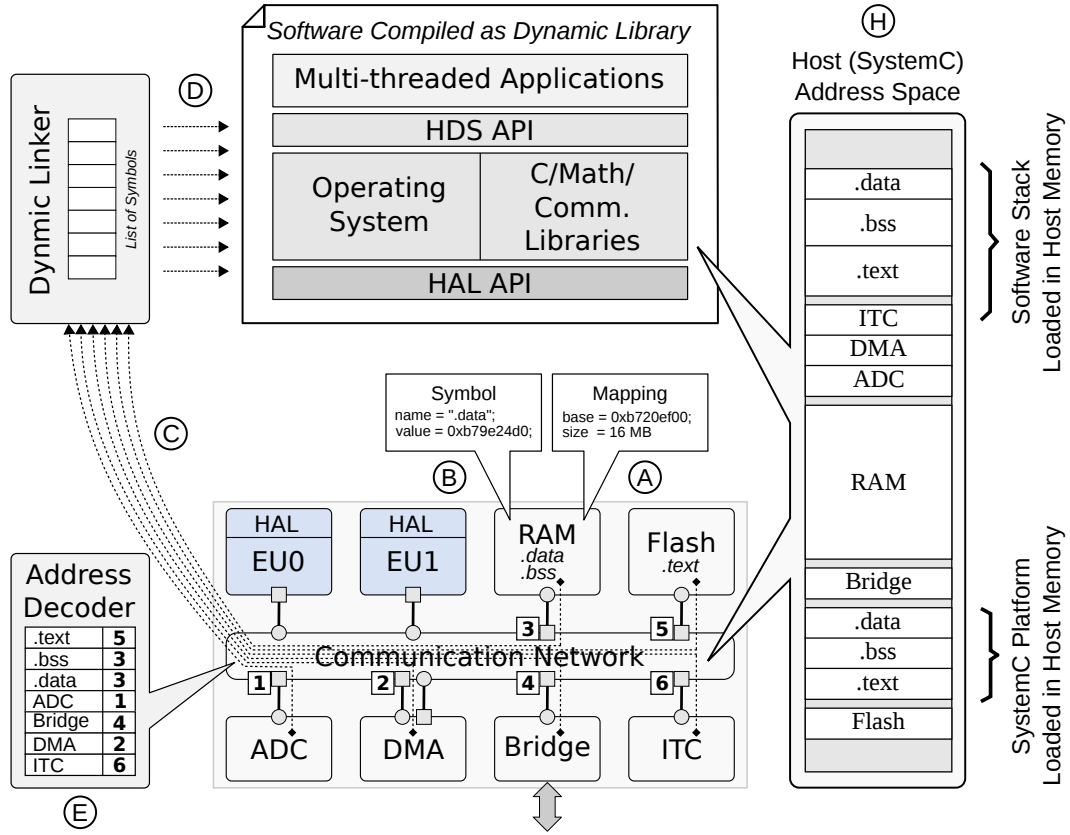 Software Compiled as Dynamic Library
Multi-threaded Applications
HDS API
Operating
System
C/Math/
Comm.
Libraries
HAL API
D
Dynmic Linker
List of Symbols
C
H
Host (SystemC)
Address Space
.data
.bss
.text
ITC
DMA
ADC
RAM
Bridge
.data
.bss
.text
Flash
Software Stack
Loaded in Host Memory
SystemC Platform
Loaded in Host Memory
Symbol
name = ".data";
value = 0xb79e24d0;
Mapping
base = 0xb720ef00;
size = 16 MB
B
A
HAL
EU0
HAL
EU1
RAM
.data
.bss
Flash
.text
3
5
Communication Network
1
2
4
6
ADC
DMA
Bridge
ITC
Address
Decoder
.text 5
.bss 3
.data 3
ADC 1
Bridge 4
DMA 2
ITC 6
E